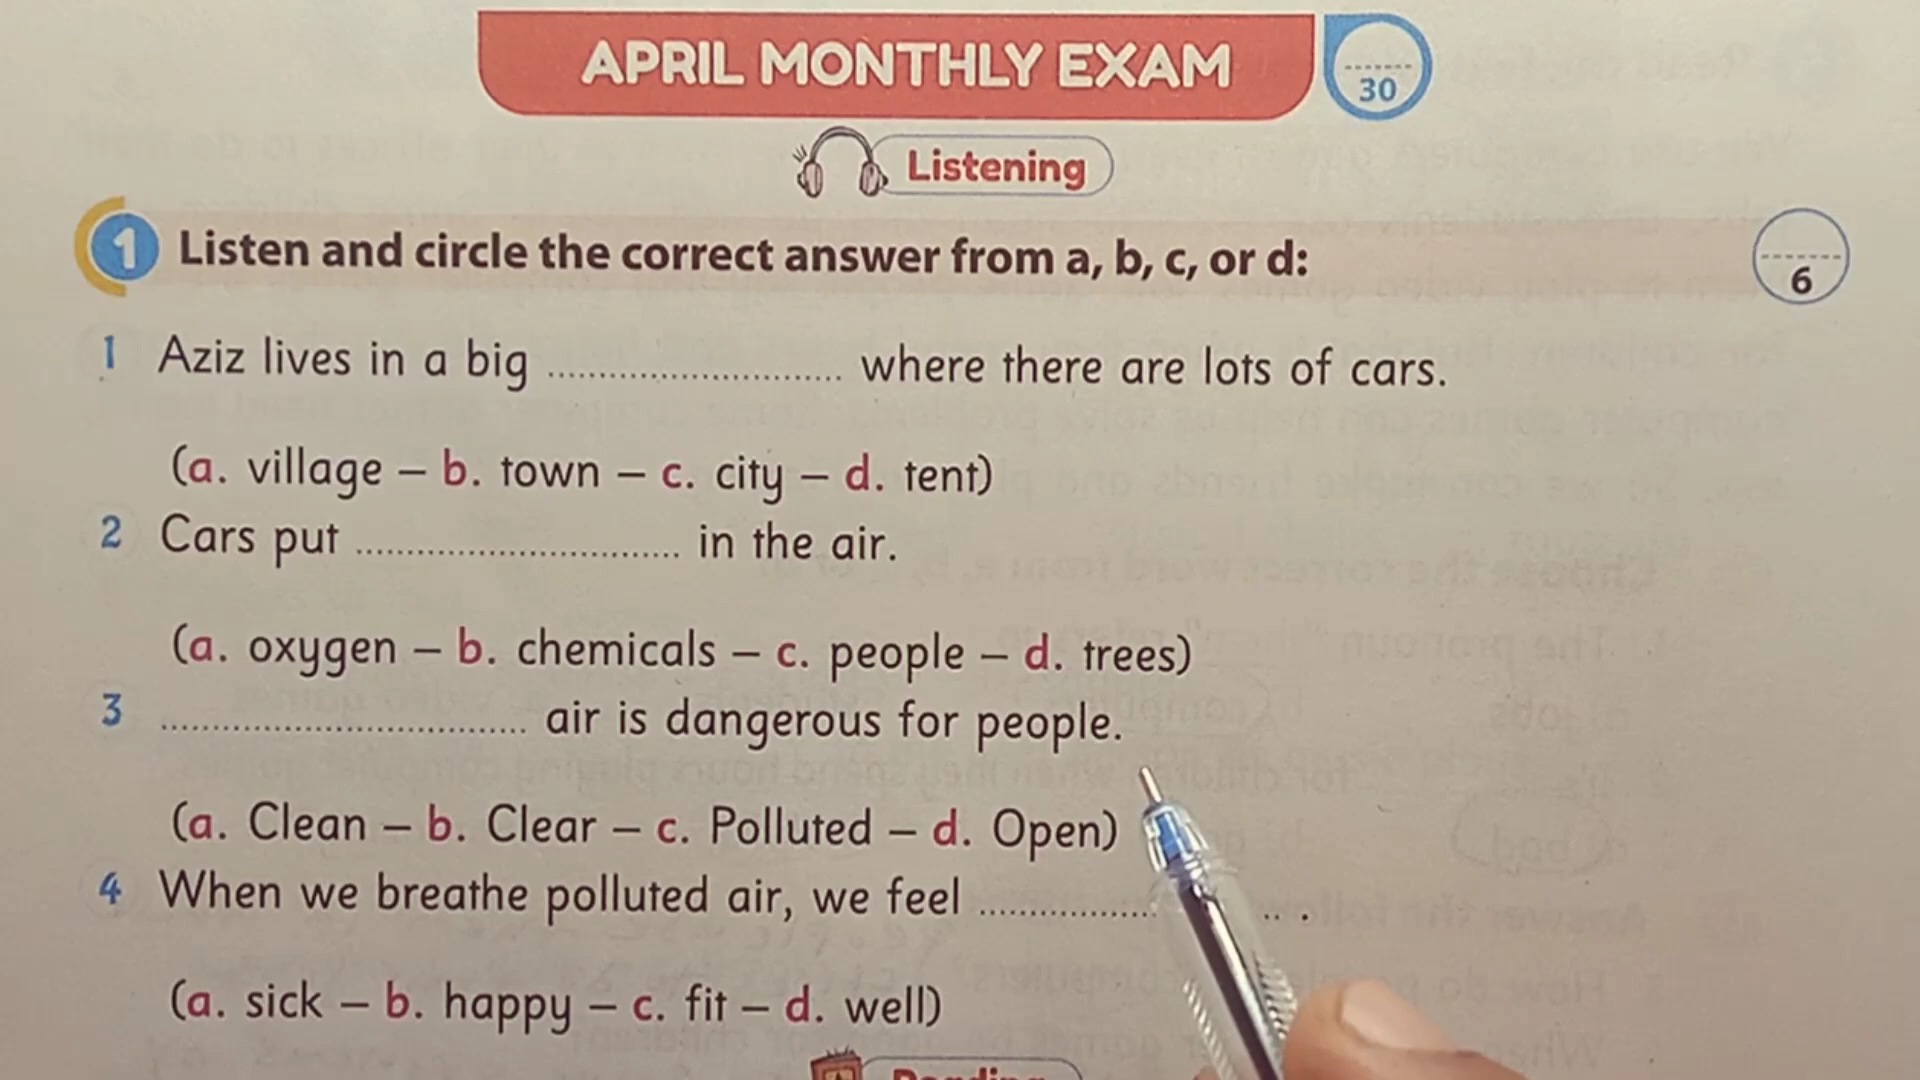 APRIL MONTHLY EXAM
30
Listening
1 Listen and circle the correct answer from a, b, c, or d:
6
1 Aziz lives in a big ............................ where there are lots of cars.
(a. village – b. town – c. city – d. tent)
2 Cars put ............................... in the air.
(a. oxygen – b. chemicals – c. people – d. trees)
3 ................................... air is dangerous for people.
(a. Clean – b. Clear – c. Polluted – d. Open)
4 When we breathe polluted air, we feel ................. .. .
(a. sick – b. happy – c. fit – d. well)
Reading